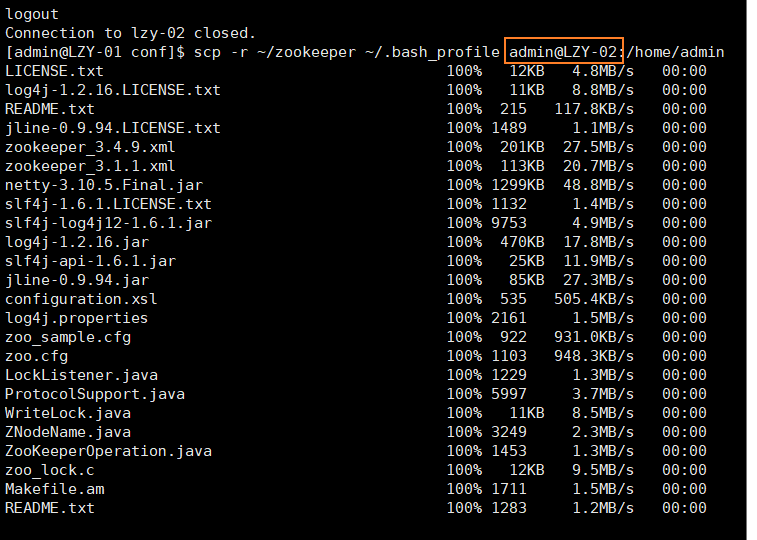 logout
Connection to lzy-02 closed.
[admin@LZY-01 conf]$ scp -r ~/zookeeper ~/.bash_profile admin@LZY-02:/home/admin
LICENSE.txt 100% 12KB 4.8MB/s 00:00
log4j-1.2.16.LICENSE.txt 100% 11KB 8.8MB/s 00:00
README.txt 100% 215 117.8KB/s 00:00
jline-0.9.94.LICENSE.txt 100% 1489 1.1MB/s 00:00
zookeeper_3.4.9.xml 100% 201KB 27.5MB/s 00:00
zookeeper_3.1.1.xml 100% 113KB 20.7MB/s 00:00
netty-3.10.5.Final.jar 100% 1299KB 48.8MB/s 00:00
slf4j-1.6.1.LICENSE.txt 100% 1132 1.4MB/s 00:00
slf4j-log4j12-1.6.1.jar 100% 9753 4.9MB/s 00:00
log4j-1.2.16.jar 100% 470KB 17.8MB/s 00:00
slf4j-api-1.6.1.jar 100% 25KB 11.9MB/s 00:00
jline-0.9.94.jar 100% 85KB 27.3MB/s 00:00
configuration.xsl 100% 535 505.4KB/s 00:00
log4j.properties 100% 2161 1.5MB/s 00:00
zoo_sample.cfg 100% 922 931.0KB/s 00:00
zoo.cfg 100% 1103 948.3KB/s 00:00
LockListener.java 100% 1229 1.3MB/s 00:00
ProtocolSupport.java 100% 5997 3.7MB/s 00:00
WriteLock.java 100% 11KB 8.5MB/s 00:00
ZNodeName.java 100% 3249 2.3MB/s 00:00
ZooKeeperOperation.java 100% 1453 1.3MB/s 00:00
zoo_lock.c 100% 12KB 9.5MB/s 00:00
Makefile.am 100% 1711 1.5MB/s 00:00
README.txt 100% 1283 1.2MB/s 00:00